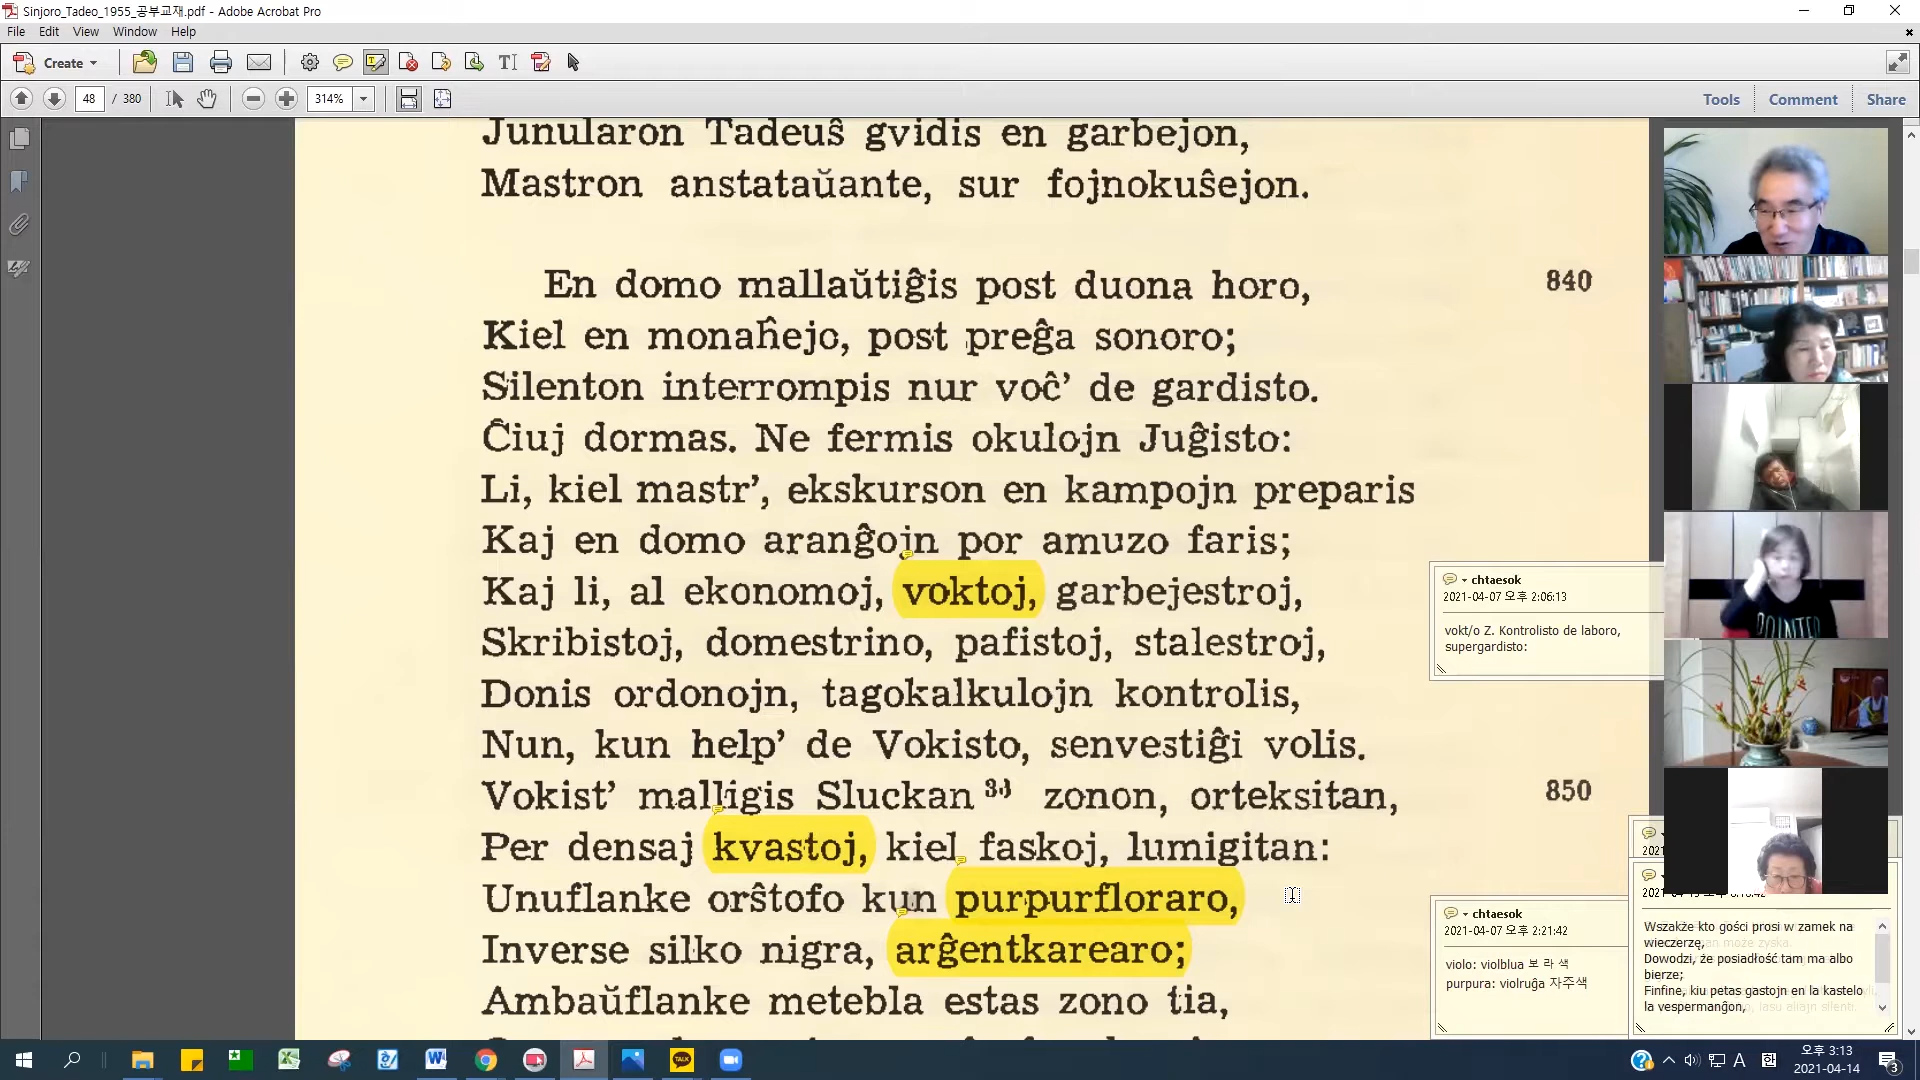 Sinjoro_Tadeo_1955_공부교재.pdf - Adobe Acrobat Pro
File Edit View Window Help
Create
48 / 380 314% Tools Comment Share
Junularon Tadeuŝ gvidis en garbejon,
Mastron anstataŭante, sur fojnokuŝejon.
En domo mallaŭtiĝis post duona horo, 840
Kiel en monaĥejo, post preĝa sonoro;
Silenton interrompis nur voĉ’ de gardisto.
Ĉiuj dormas. Ne fermis okulojn Juĝisto:
Li, kiel mastr’, ekskurson en kampojn preparis
Kaj en domo aranĝojn por amuzo faris;
Kaj li, al ekonomoj, voktoj, garbejestroj,
Skribistoj, domestrino, pafistoj, stalestroj,
Donis ordonojn, tagokalkulojn kontrolis,
Nun, kun help’ de Vokisto, senvestiĝi volis.
Vokist’ malligis Sluckan zonon, orteksitan, 850
Per densaj kvastoj, kiel faskoj, lumigitan:
Unuflanke orŝtofo kun purpurfloraro,
Inverse silko nigra, arĝentkarearo;
Ambaŭflanke metebla estas zono tia,
chtaesok
2021-04-07 오후 2:06:13
vokt/o Z. Kontrolisto de laboro,
supergardisto:
chtaesok
2021-04-07 오후 2:21:42
violo: violblua 보 라 색
purpura: violruĝa 자주색
2021
Wszakże kto gości prosi w zamek na
wieczerzę,
Dowodzi, że posiadłość tam ma albo
bierze;
Finfine, kiu petas gastojn en la kastelo
la vespermanĝon,
TALK
A 한
오후 3:13
2021-04-14
3